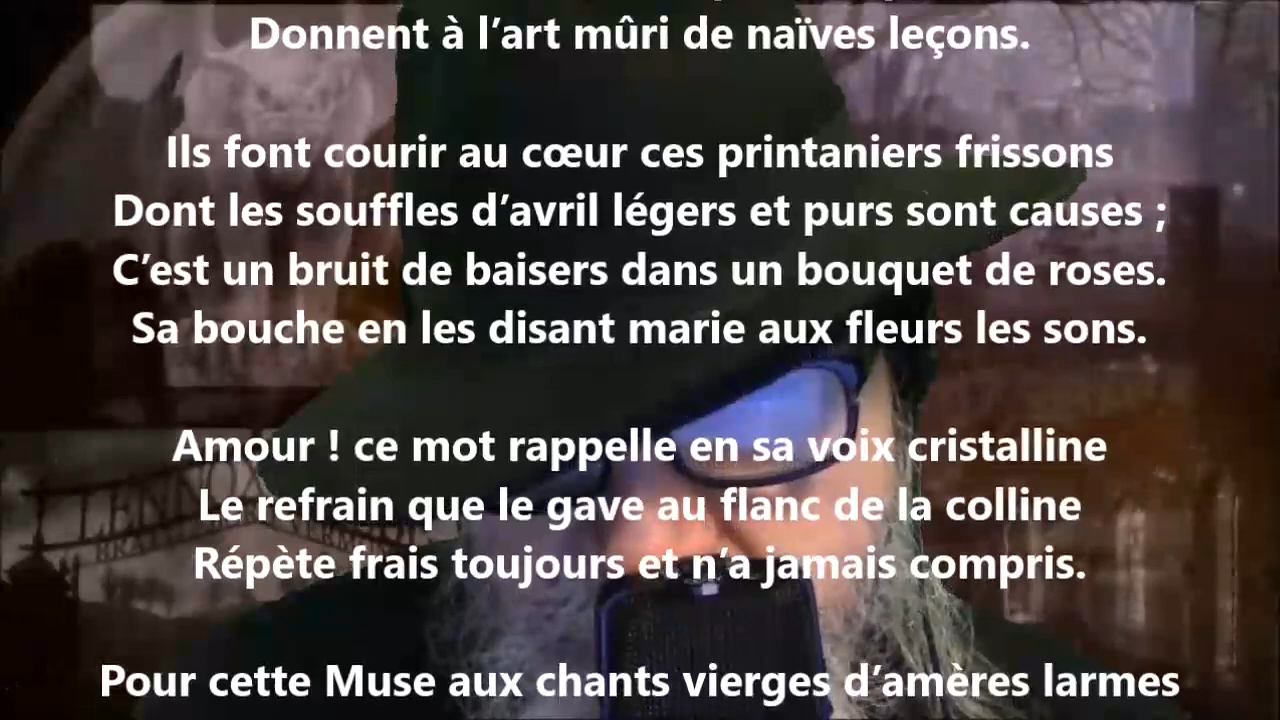 Donnent à l’art mûri de naïves leçons.
Ils font courir au cœur ces printaniers frissons
Dont les souffles d’avril légers et purs sont causes ;
C’est un bruit de baisers dans un bouquet de roses.
Sa bouche en les disant marie aux fleurs les sons.
Amour ! ce mot rappelle en sa voix cristalline
Le refrain que le gave au flanc de la colline
Répète frais toujours et n’a jamais compris.
Pour cette Muse aux chants vierges d’amères larmes